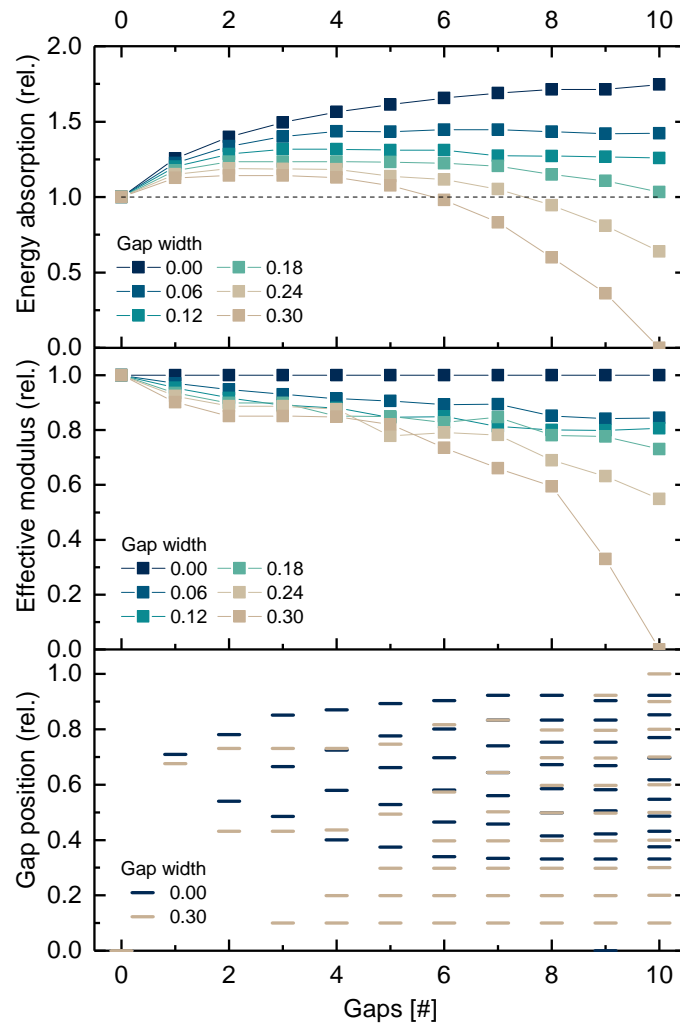 0 2 4 6 8 10
2.0
1.5
1.0
0.5
0.0
Energy absorption (rel.)
Gap width
0.00 0.18
0.06 0.24
0.12 0.30
1.0
0.8
0.6
0.4
0.2
0.0
Effective modulus (rel.)
Gap width
0.00 0.18
0.06 0.24
0.12 0.30
1.0
0.8
0.6
0.4
0.2
0.0
Gap position (rel.)
Gap width
0.00
0.30
0 2 4 6 8 10
Gaps [#]